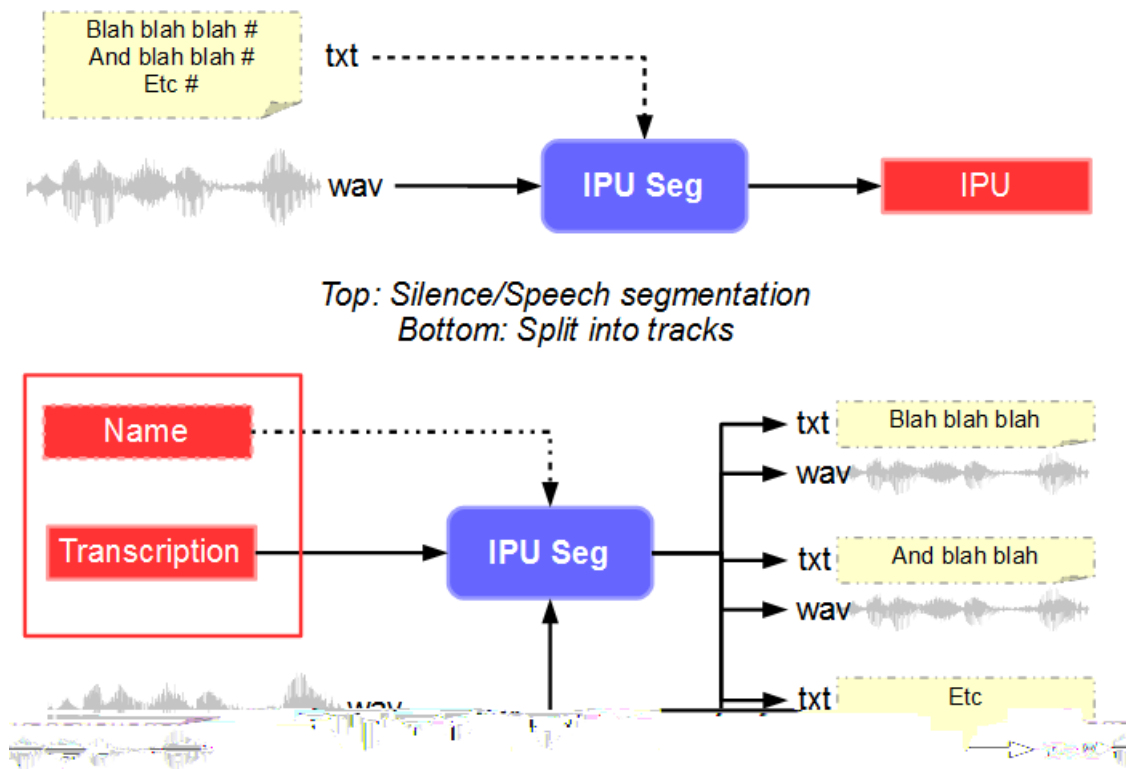 Blah blah blah #
And blah blah #
Etc #
txt
wav
IPU Seg
IPU
Top: Silence/Speech segmentation
Bottom: Split into tracks
Name
Transcription
IPU Seg
txt
Blah blah blah
wav
txt
And blah blah
wav
txt
Etc